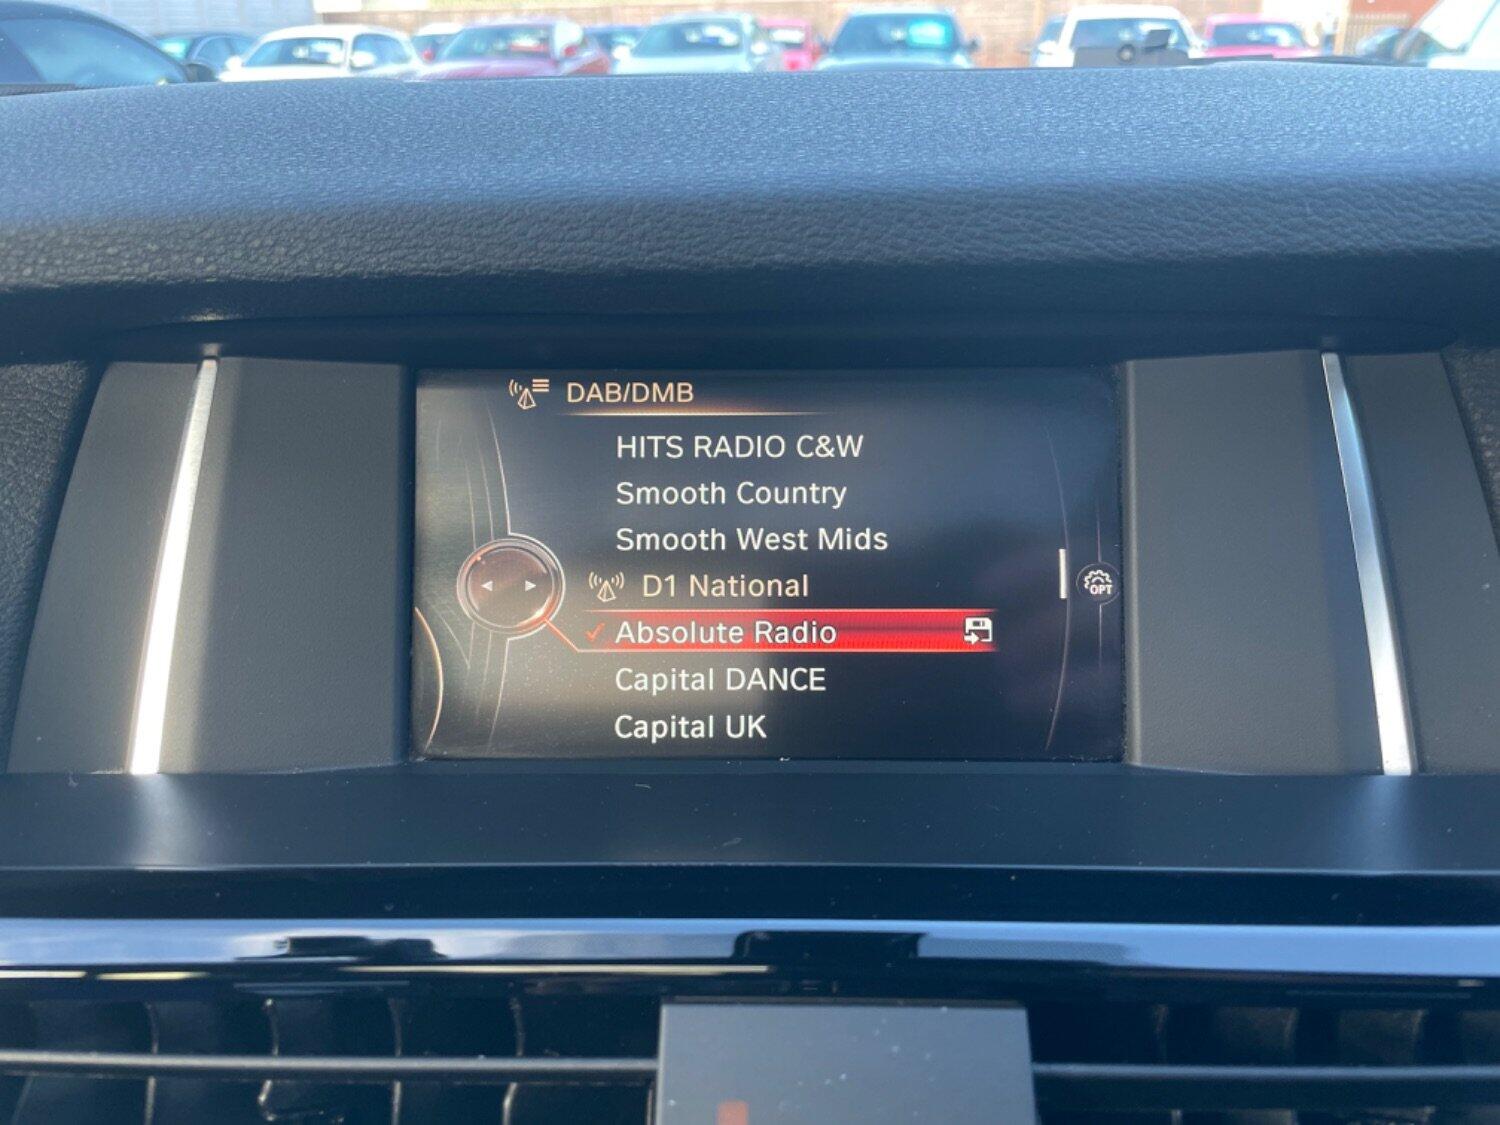 DAB/DMB
HITS RADIO C&W
Smooth Country
Smooth West Mids
D1 National
OPT
Absolute Radio
Capital DANCE
Capital UK